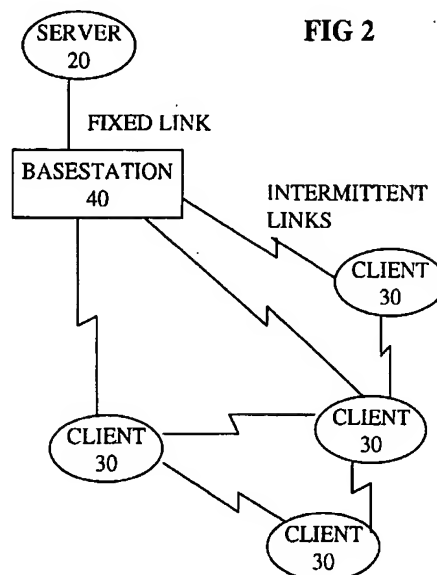 FIG 2
SERVER
20
FIXED LINK
BASESTATION
40
INTERMITTENT
LINKS
CLIENT
30
CLIENT
30
CLIENT
30
CLIENT
30